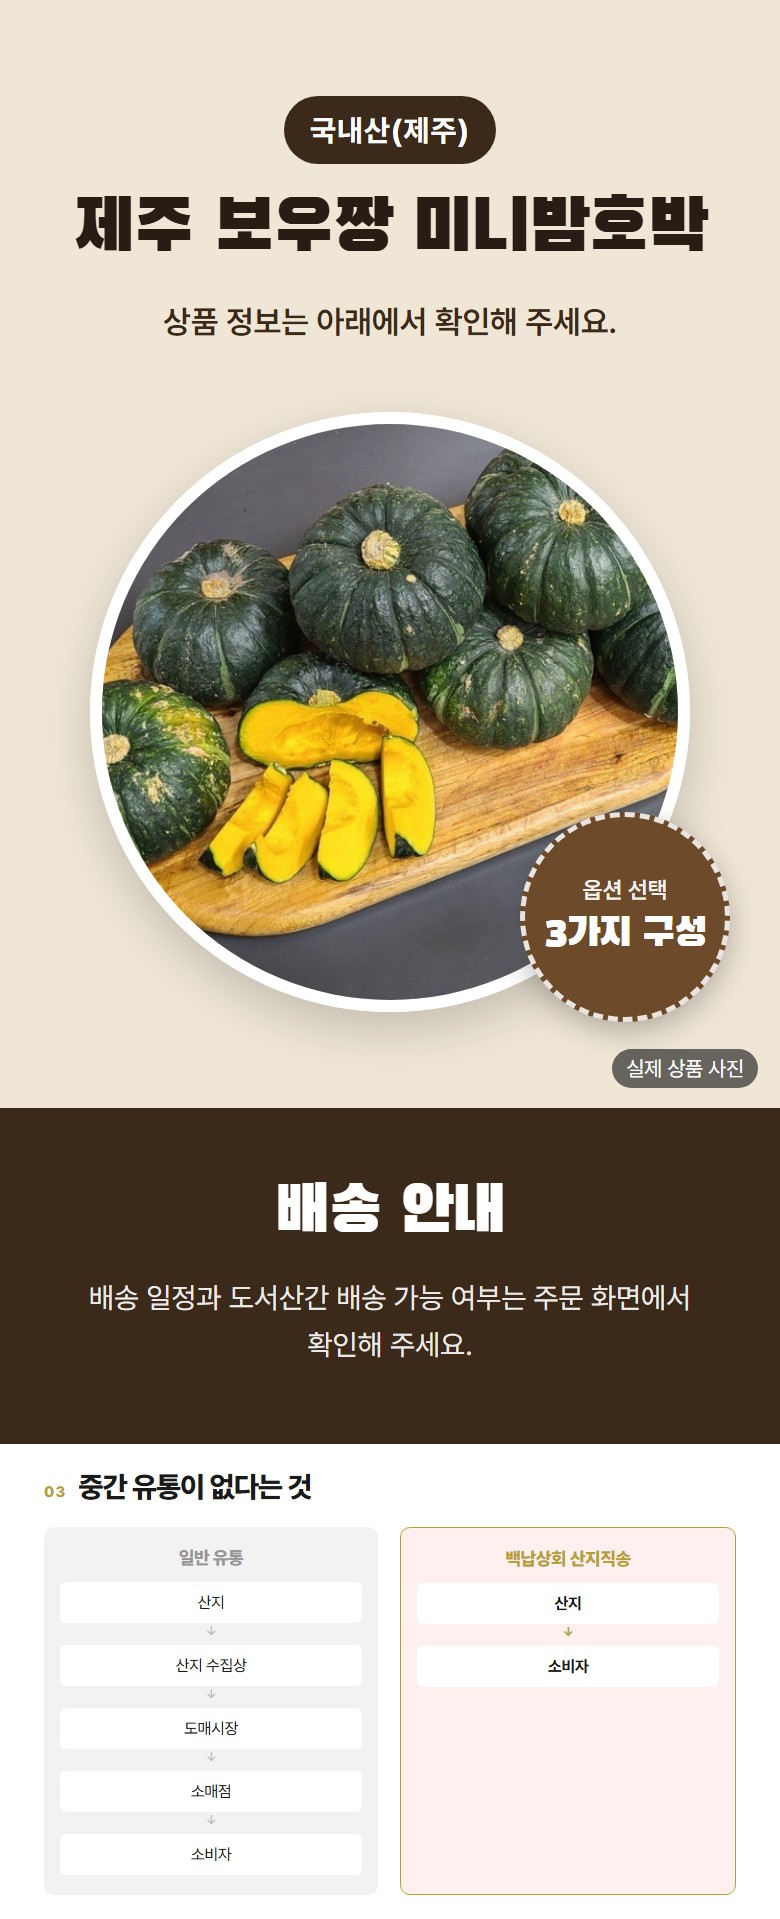 국내산(제주)
제주 보우짱 미니밤호박
상품 정보는 아래에서 확인해 주세요.
옵션 선택
3가지 구성
실제 상품 사진
배송 안내
배송 일정과 도서산간 배송 가능 여부는 주문 화면에서
확인해 주세요.
03 중간 유통이 없다는 것
일반 유통
산지
↓
산지 수집상
↓
도매시장
↓
소매점
↓
소비자
백납상회 산지직송
산지
↓
소비자